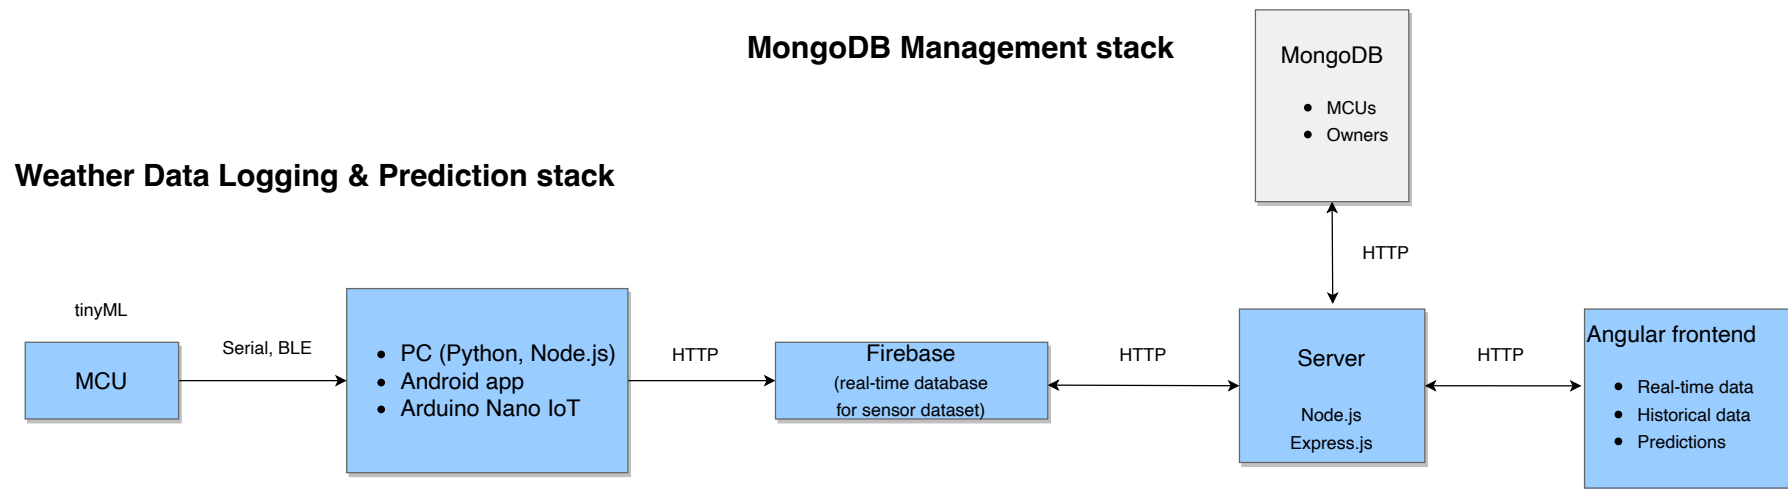 MongoDB Management stack
MongoDB
• MCUs
• Owners
Weather Data Logging & Prediction stack
HTTP
tinyML
MCU
Serial, BLE
• PC (Python, Node.js)
• Android app
• Arduino Nano IoT
HTTP
Firebase
(real-time database
for sensor dataset)
HTTP
Server
Node.js
Express.js
HTTP
Angular frontend
• Real-time data
• Historical data
• Predictions